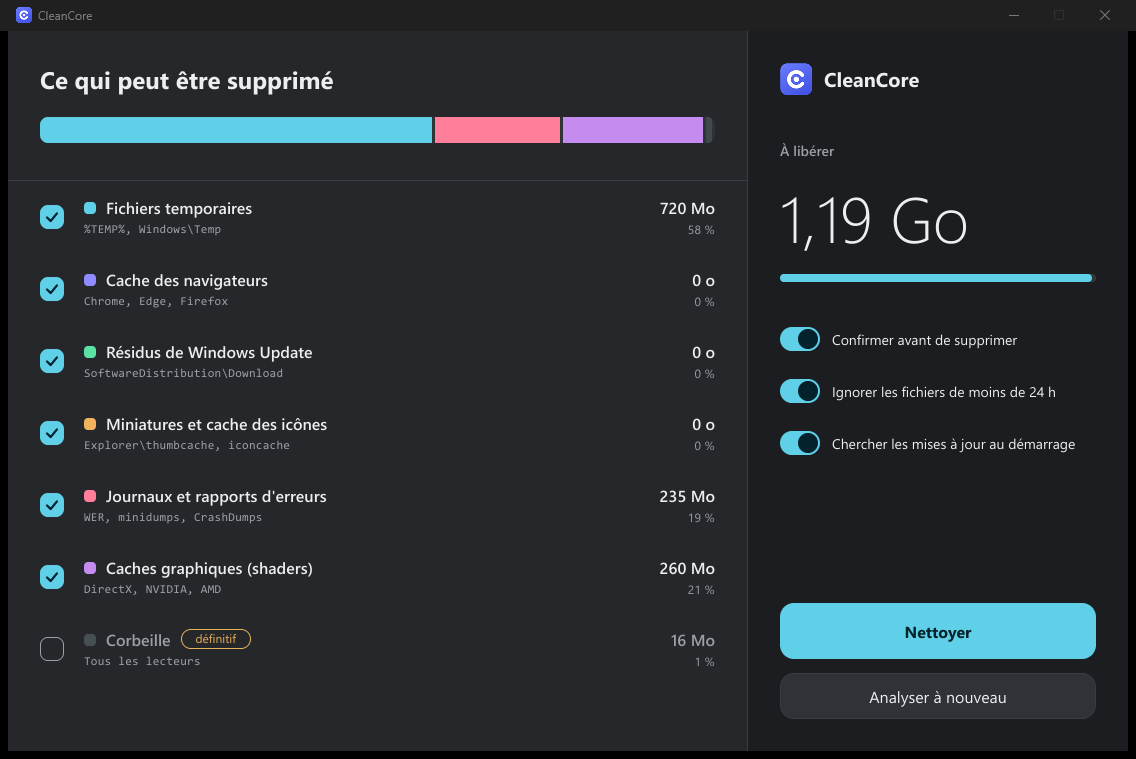 CleanCore
Ce qui peut être supprimé
Fichiers temporaires
720 Mo
%TEMP%, Windows\Temp
58 %
Cache des navigateurs
0 o
Chrome, Edge, Firefox
0 %
Résidus de Windows Update
0 o
SoftwareDistribution\Download
0 %
Miniatures et cache des icônes
0 o
Explorer\thumbcache, iconcache
0 %
Journaux et rapports d'erreurs
235 Mo
WER, minidumps, CrashDumps
19 %
Caches graphiques (shaders)
260 Mo
DirectX, NVIDIA, AMD
21 %
Corbeille définitif
16 Mo
Tous les lecteurs
1 %
CleanCore
À libérer
1,19 Go
Confirmer avant de supprimer
Ignorer les fichiers de moins de 24 h
Chercher les mises à jour au démarrage
Nettoyer
Analyser à nouveau